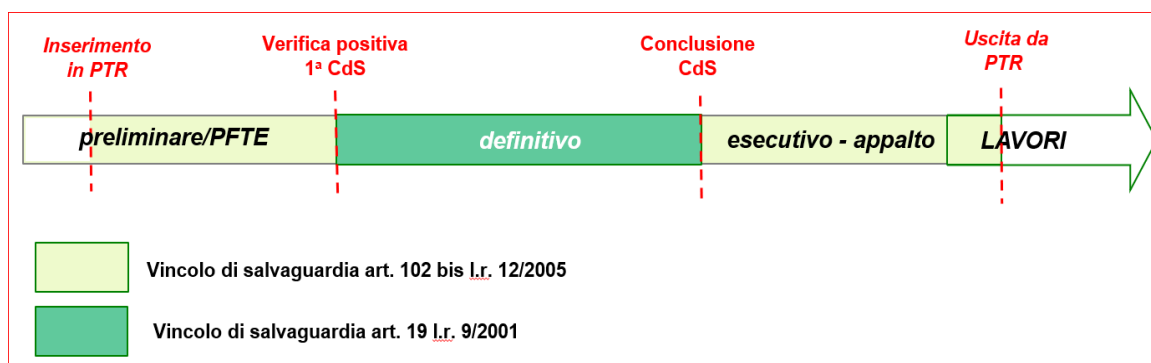 Inserimento
in PTR
Verifica positiva
1ª CdS
Conclusione
CdS
Uscita da
PTR
preliminare/PFTE
definitivo
esecutivo - appalto
LAVORI
Vincolo di salvaguardia art. 102 bis l.r. 12/2005
Vincolo di salvaguardia art. 19 l.r. 9/2001